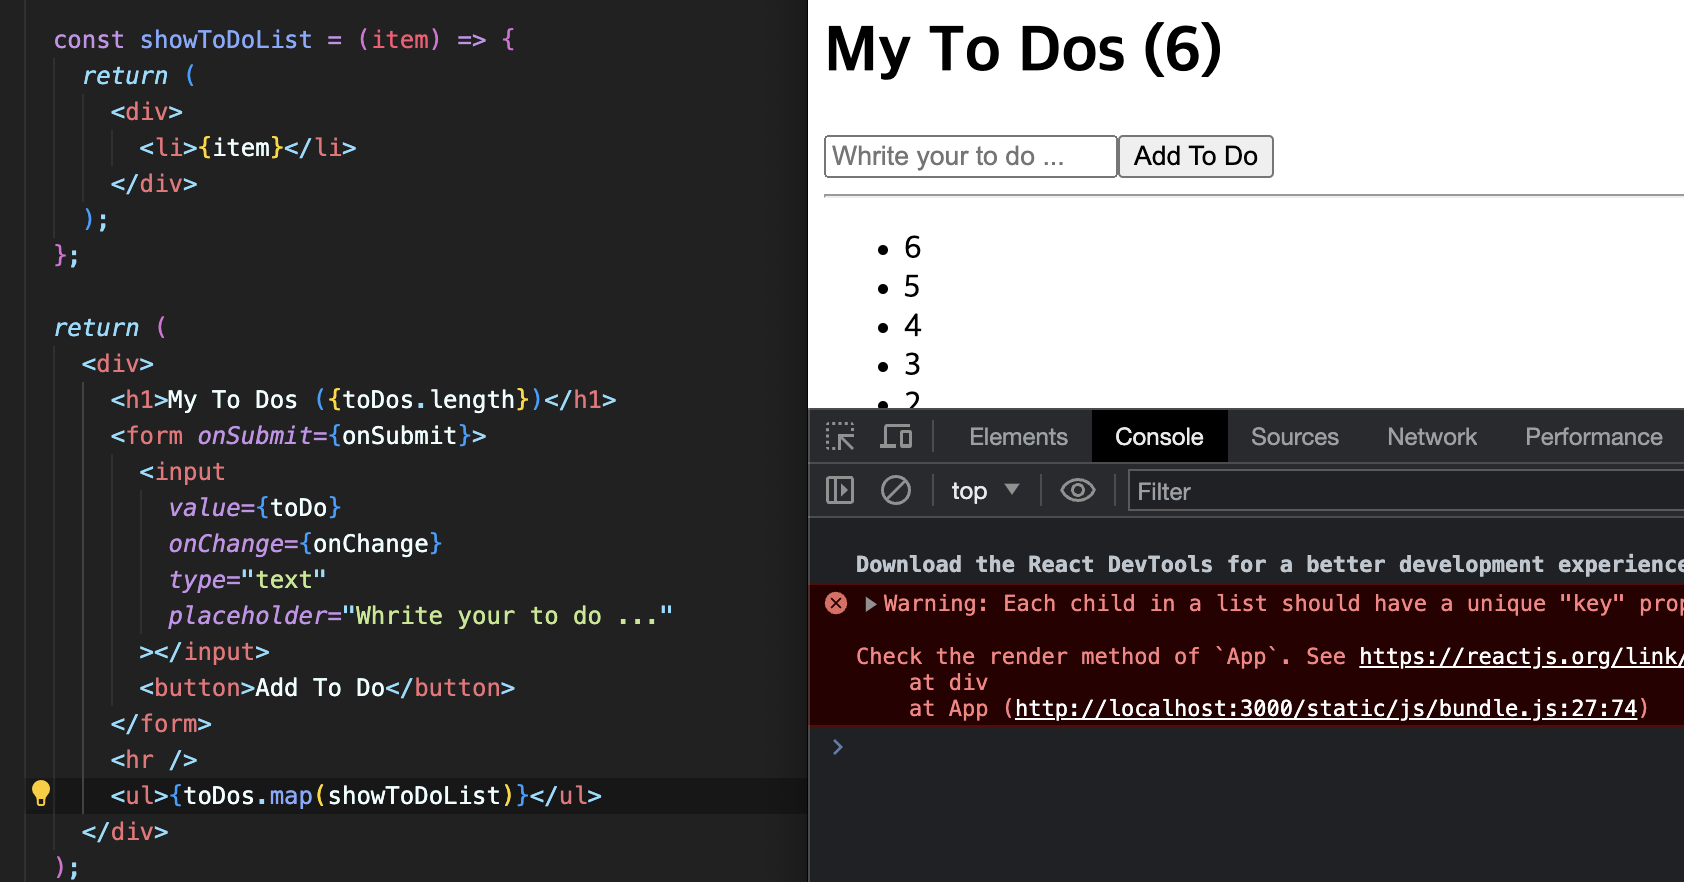 const showToDoList = (item) => {
return (
<div>
<li>{item}</li>
</div>
);
};
return (
<div>
<h1>My To Dos ({toDos.length})</h1>
<form onSubmit={onSubmit}>
<input
value={toDo}
onChange={onChange}
type="text"
placeholder="Whrite your to do ..."
></input>
<button>Add To Do</button>
</form>
<hr />
<ul>{toDos.map(showToDoList)}</ul>
</div>
);
My To Dos (6)
Whrite your to do ... Add To Do
• 6
• 5
• 4
• 3
• 2
Elements Console Sources Network Performance
top Filter
Download the React DevTools for a better development experience
Warning: Each child in a list should have a unique "key" prop
Check the render method of `App`. See https://reactjs.org/link/
at div
at App (http://localhost:3000/static/js/bundle.js:27:74)